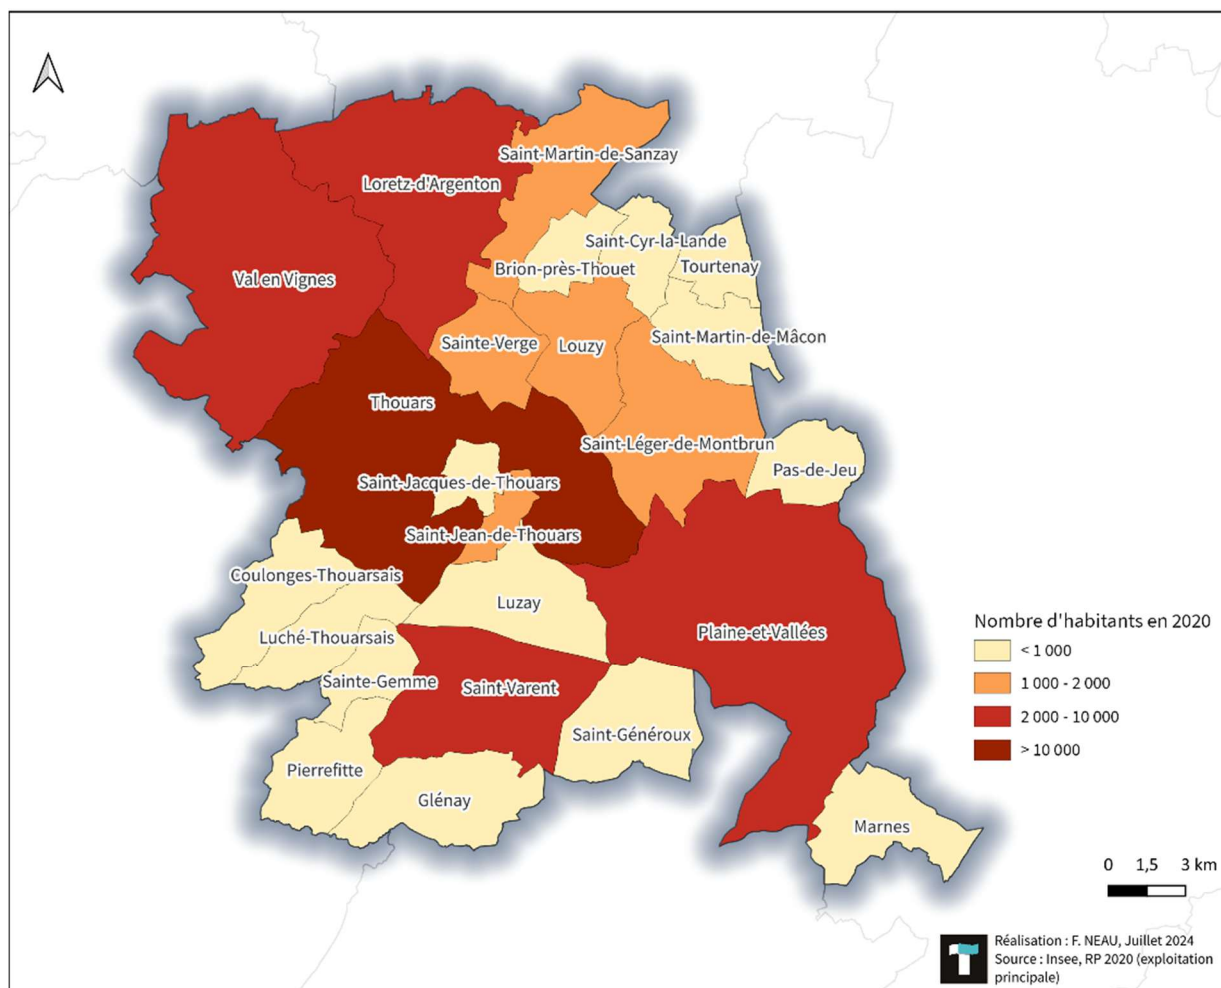 Saint-Martin-de-Sanzay
Loretz-d'Argenton
Saint-Cyr-la-Lande
Brion-près-Thouet
Tourtenay
Val en Vignes
Saint-Martin-de-Mâcon
Sainte-Verge
Louzy
Thouars
Saint-Léger-de-Montbrun
Pas-de-Jeu
Saint-Jacques-de-Thouars
Saint-Jean-de-Thouars
Coulonges-Thouarsais
Luzay
Luché-Thouarsais
Plaine-et-Vallées
Sainte-Gemme
Saint-Varent
Saint-Généroux
Pierrefitte
Glénay
Marnes
Nombre d'habitants en 2020
< 1 000
1 000 - 2 000
2 000 - 10 000
> 10 000
0 1,5 3 km
Réalisation : F. NEAU, Juillet 2024
Source : Insee, RP 2020 (exploitation
principale)